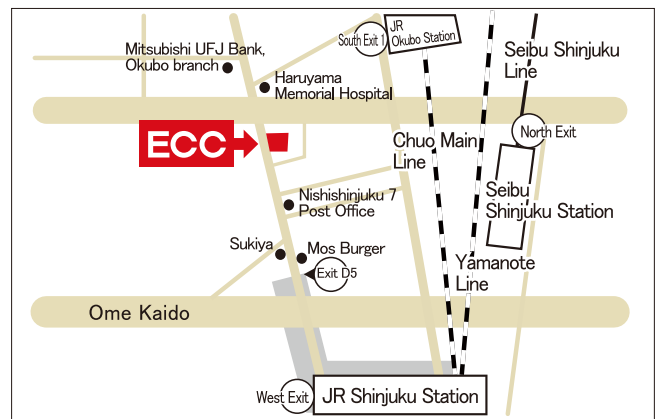 JR
Okubo Station
South Exit 1
Mitsubishi UFJ Bank,
Okubo branch
Seibu Shinjuku
Line
Haruyama
Memorial Hospital
ECC
Chuo Main
Line
North Exit
Nishishinjuku 7
Post Office
Seibu
Shinjuku Station
Sukiya
Mos Burger
Exit D5
Yamanote
Line
Ome Kaido
West Exit
JR Shinjuku Station